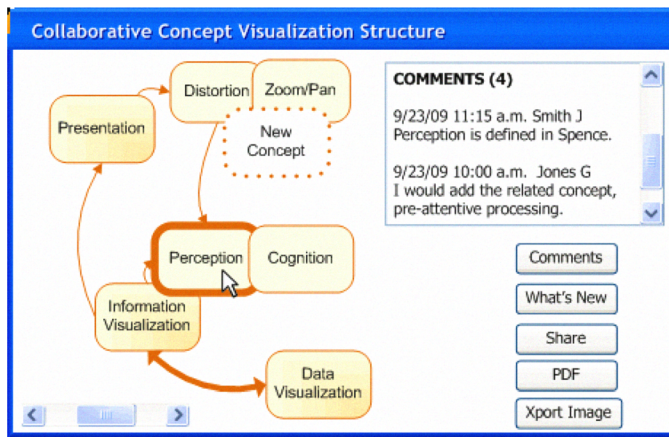 Collaborative Concept Visualization Structure
Distortion
Zoom/Pan
Presentation
New
Concept
Perception
Cognition
Information
Visualization
Data
Visualization
COMMENTS (4)
9/23/09 11:15 a.m. Smith J
Perception is defined in Spence.
9/23/09 10:00 a.m. Jones G
I would add the related concept,
pre-attentive processing.
Comments
What's New
Share
PDF
Xport Image